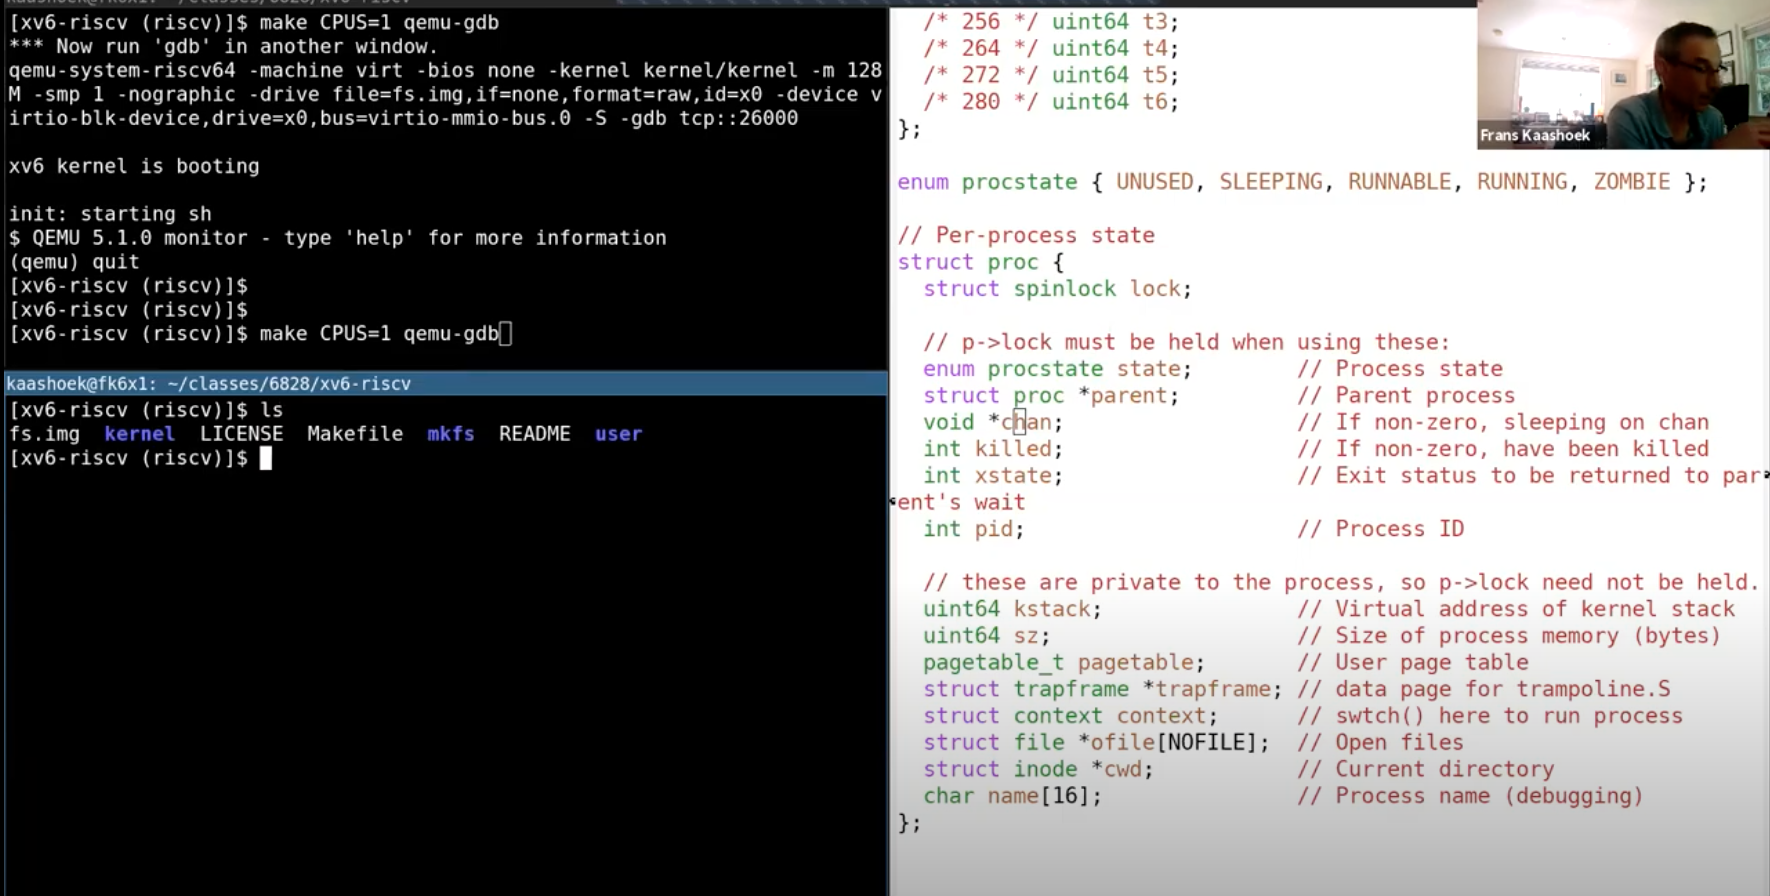 kaashoek@fk6x1: ~/classes/6828/xv6-riscv
[xv6-riscv (riscv)]$ make CPUS=1 qemu-gdb
*** Now run 'gdb' in another window.
qemu-system-riscv64 -machine virt -bios none -kernel kernel/kernel -m 128
M -smp 1 -nographic -drive file=fs.img,if=none,format=raw,id=x0 -device v
irtio-blk-device,drive=x0,bus=virtio-mmio-bus.0 -S -gdb tcp::26000
xv6 kernel is booting
init: starting sh
$ QEMU 5.1.0 monitor - type 'help' for more information
(qemu) quit
[xv6-riscv (riscv)]$
[xv6-riscv (riscv)]$
[xv6-riscv (riscv)]$ make CPUS=1 qemu-gdb
kaashoek@fk6x1: ~/classes/6828/xv6-riscv
[xv6-riscv (riscv)]$ ls
fs.img kernel LICENSE Makefile mkfs README user
[xv6-riscv (riscv)]$
/* 256 */ uint64 t3;
/* 264 */ uint64 t4;
/* 272 */ uint64 t5;
/* 280 */ uint64 t6;
};
enum procstate { UNUSED, SLEEPING, RUNNABLE, RUNNING, ZOMBIE };
// Per-process state
struct proc {
struct spinlock lock;
// p->lock must be held when using these:
enum procstate state; // Process state
struct proc *parent; // Parent process
void *chan; // If non-zero, sleeping on chan
int killed; // If non-zero, have been killed
int xstate; // Exit status to be returned to par
ent's wait
int pid; // Process ID
// these are private to the process, so p->lock need not be held.
uint64 kstack; // Virtual address of kernel stack
uint64 sz; // Size of process memory (bytes)
pagetable_t pagetable; // User page table
struct trapframe *trapframe; // data page for trampoline.S
struct context context; // swtch() here to run process
struct file *ofile[NOFILE]; // Open files
struct inode *cwd; // Current directory
char name[16]; // Process name (debugging)
};
Frans Kaashoek